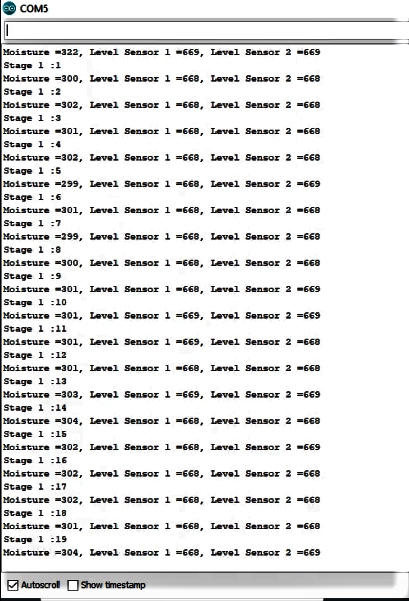 COM5
Moisture =322, Level Sensor 1 =669, Level Sensor 2 =669
Stage 1 :1
Moisture =300, Level Sensor 1 =668, Level Sensor 2 =668
Stage 1 :2
Moisture =302, Level Sensor 1 =668, Level Sensor 2 =668
Stage 1 :3
Moisture =301, Level Sensor 1 =668, Level Sensor 2 =668
Stage 1 :4
Moisture =302, Level Sensor 1 =668, Level Sensor 2 =668
Stage 1 :5
Moisture =299, Level Sensor 1 =668, Level Sensor 2 =669
Stage 1 :6
Moisture =301, Level Sensor 1 =668, Level Sensor 2 =668
Stage 1 :7
Moisture =299, Level Sensor 1 =668, Level Sensor 2 =668
Stage 1 :8
Moisture =300, Level Sensor 1 =668, Level Sensor 2 =668
Stage 1 :9
Moisture =301, Level Sensor 1 =668, Level Sensor 2 =669
Stage 1 :10
Moisture =301, Level Sensor 1 =669, Level Sensor 2 =669
Stage 1 :11
Moisture =301, Level Sensor 1 =668, Level Sensor 2 =668
Stage 1 :12
Moisture =301, Level Sensor 1 =668, Level Sensor 2 =668
Stage 1 :13
Moisture =303, Level Sensor 1 =669, Level Sensor 2 =668
Stage 1 :14
Moisture =304, Level Sensor 1 =668, Level Sensor 2 =668
Stage 1 :15
Moisture =302, Level Sensor 1 =668, Level Sensor 2 =669
Stage 1 :16
Moisture =302, Level Sensor 1 =668, Level Sensor 2 =668
Stage 1 :17
Moisture =302, Level Sensor 1 =668, Level Sensor 2 =668
Stage 1 :18
Moisture =301, Level Sensor 1 =668, Level Sensor 2 =668
Stage 1 :19
Moisture =304, Level Sensor 1 =668, Level Sensor 2 =669
Autoscroll Show timestamp